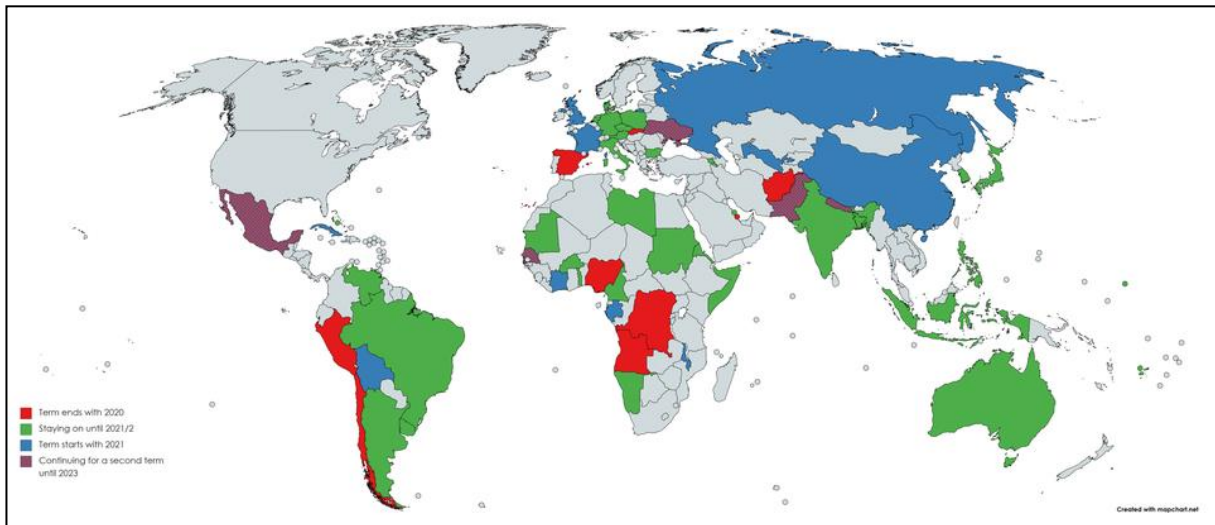 Term ends with 2020
Staying on until 2021/2
Term starts with 2021
Continuing for a second term
until 2023
Created with mapchart.net